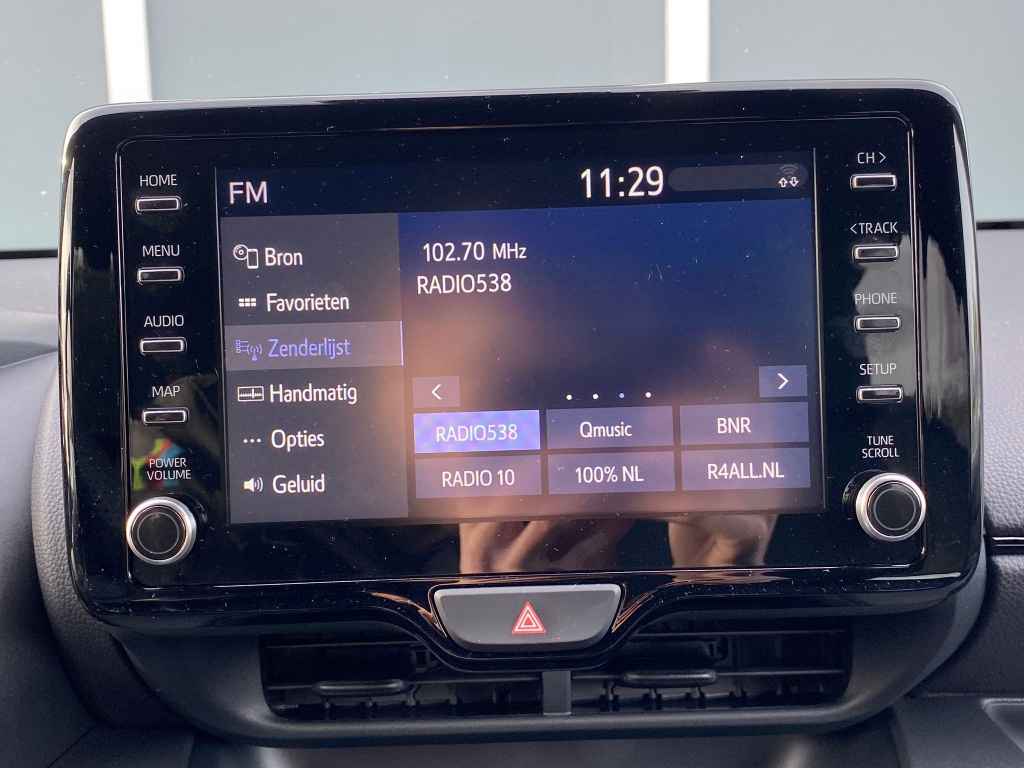 HOME
MENU
AUDIO
MAP
POWER
VOLUME
FM
11:29
Bron
Favorieten
Zenderlijst
Handmatig
Opties
Geluid
102.70 MHz
RADIO538
<
>
RADIO538
Qmusic
BNR
RADIO 10
100% NL
R4ALL.NL
CH >
< TRACK
PHONE
SETUP
TUNE
SCROLL